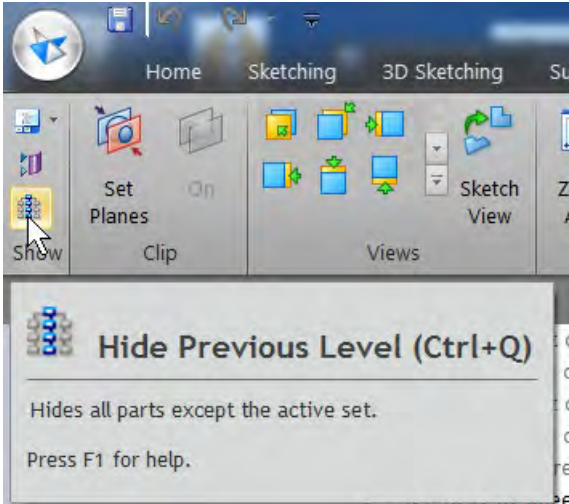 Home Sketching 3D Sketching Su
Set Planes
On
Sketch View
Z
Show Clip Views
Hide Previous Level (Ctrl+Q)
Hides all parts except the active set.
Press F1 for help.